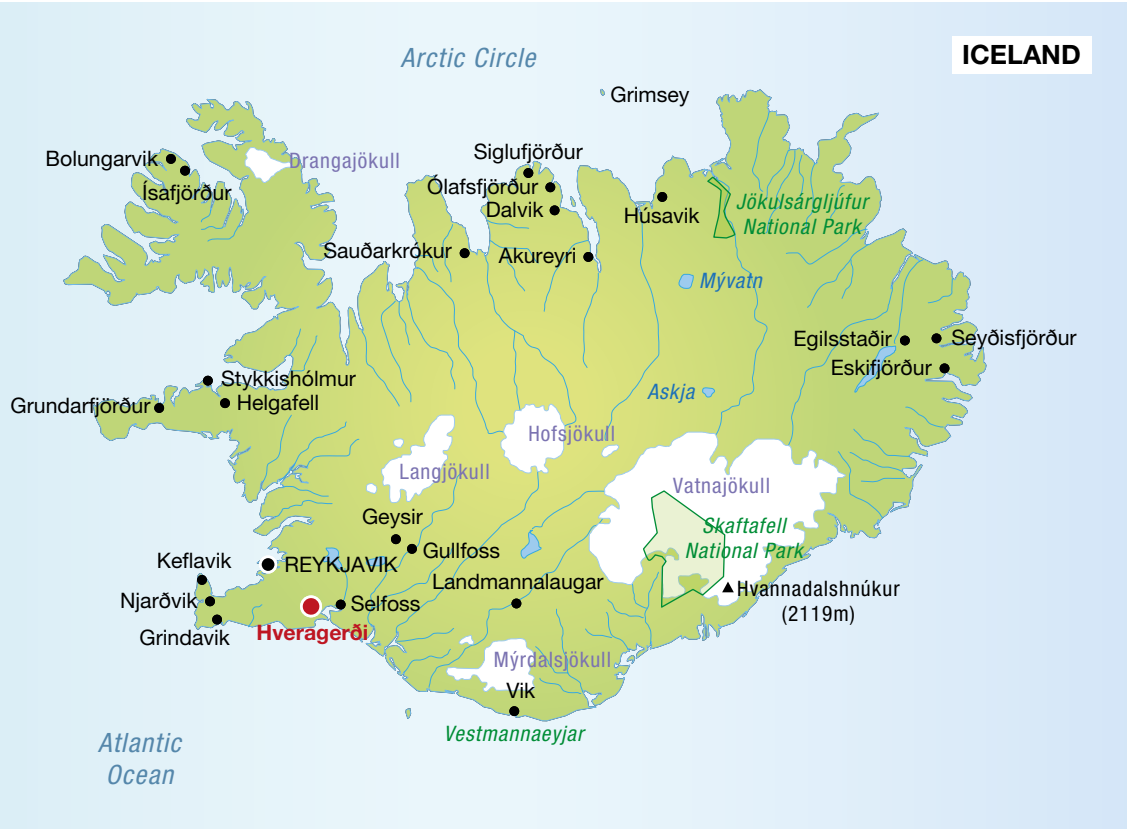 ICELAND
Arctic Circle
Grimsey
Bolungarvik
Ísafjörður
Drangajökull
Siglufjörður
Ólafsfjörður
Dalvik
Húsavik
Jökulsárgljúfur
National Park
Sauðarkrókur
Akureyri
Mývatn
Egilsstaðir
Seyðisfjörður
Eskifjörður
Stykkishólmur
Helgafell
Grundarfjörður
Askja
Hofsjökull
Langjökull
Vatnajökull
Geysir
Gullfoss
Skaftafell
National Park
Keflavik
REYKJAVIK
Landmannalaugar
Hvannadalshnúkur
(2119m)
Njarðvik
Selfoss
Grindavik
Hveragerði
Mýrdalsjökull
Vik
Vestmannaeyjar
Atlantic
Ocean